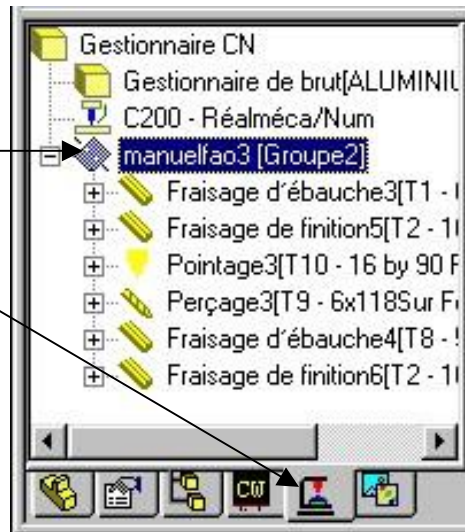 Gestionnaire CN
Gestionnaire de brut[ALUMINIU
C200 - Réalméca/Num
manuelfao3 [Groupe2]
Fraisage d'ébauche3[T1 -
Fraisage de finition5[T2 - 1
Pointage3[T10 - 16 by 90 F
Perçage3[T9 - 6x118Sur F
Fraisage d'ébauche4[T8 -
Fraisage de finition6[T2 - 1
CW